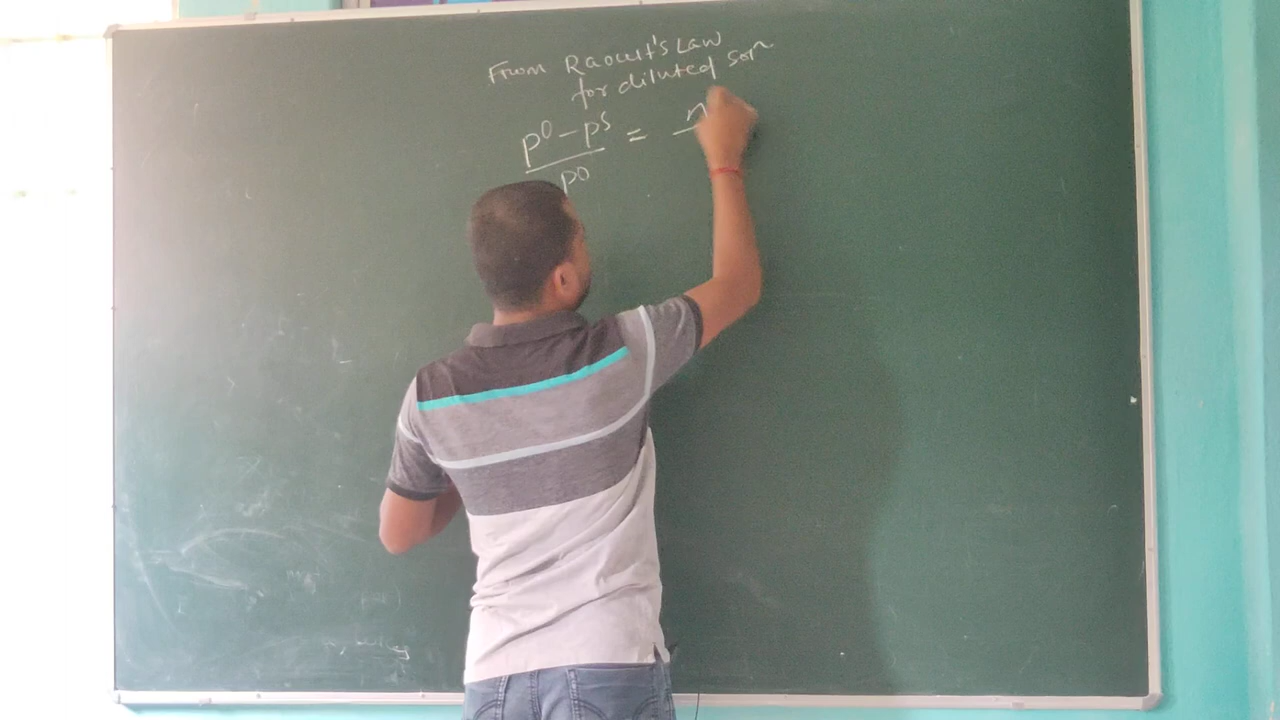 From Raoult's Law
for diluted soln
p⁰ - pˢ / p⁰ = n